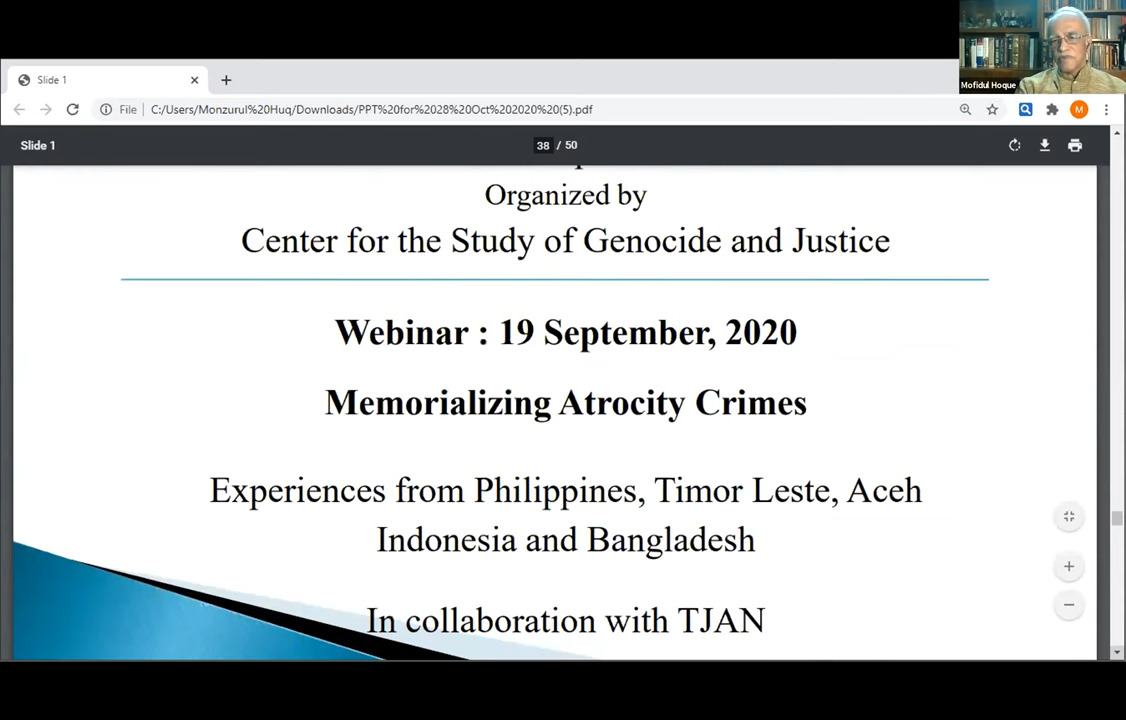 Mofidul Hoque
Slide 1
File C:/Users/Monzurul%20Huq/Downloads/PPT%20for%2028%20Oct%202020%20(5).pdf
M
Slide 1
38 / 50
Organized by
Center for the Study of Genocide and Justice
Webinar : 19 September, 2020
Memorializing Atrocity Crimes
Experiences from Philippines, Timor Leste, Aceh
Indonesia and Bangladesh
In collaboration with TJAN